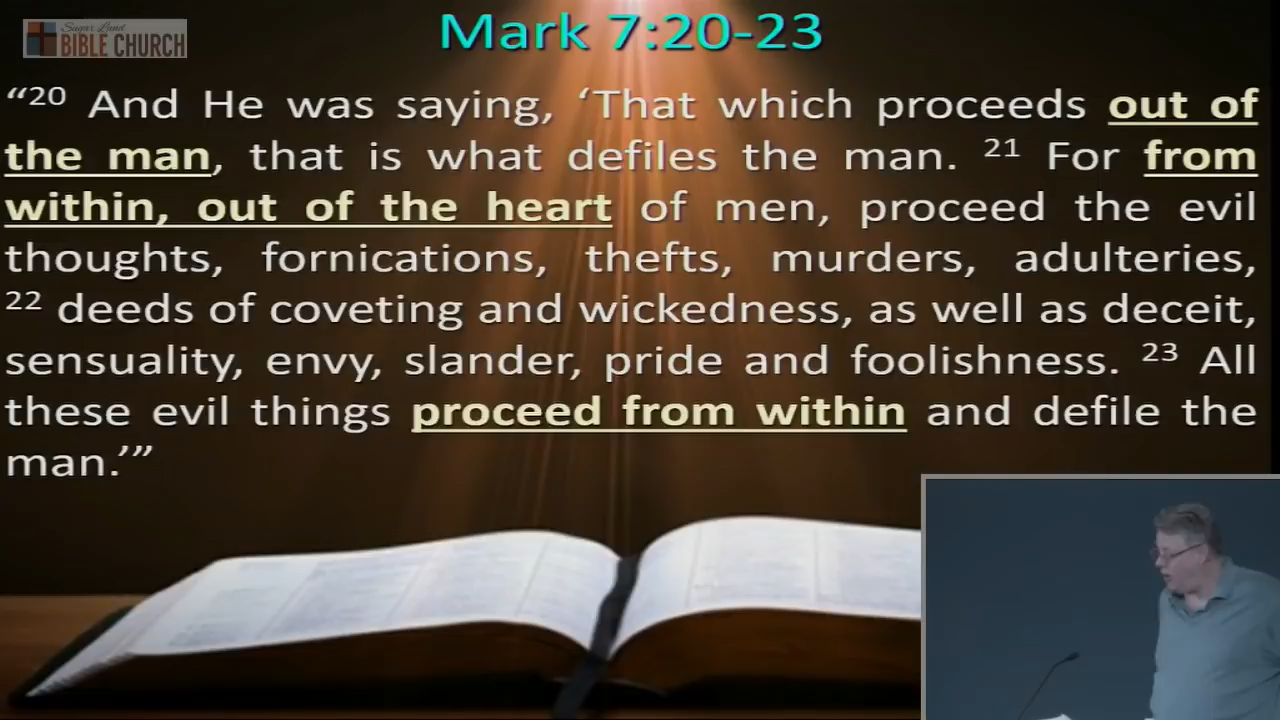 Sugar Land
BIBLE CHURCH
Mark 7:20-23
“20 And He was saying, ‘That which proceeds out of
the man, that is what defiles the man. 21 For from
within, out of the heart of men, proceed the evil
thoughts, fornications, thefts, murders, adulteries,
22 deeds of coveting and wickedness, as well as deceit,
sensuality, envy, slander, pride and foolishness. 23 All
these evil things proceed from within and defile the
man.’”